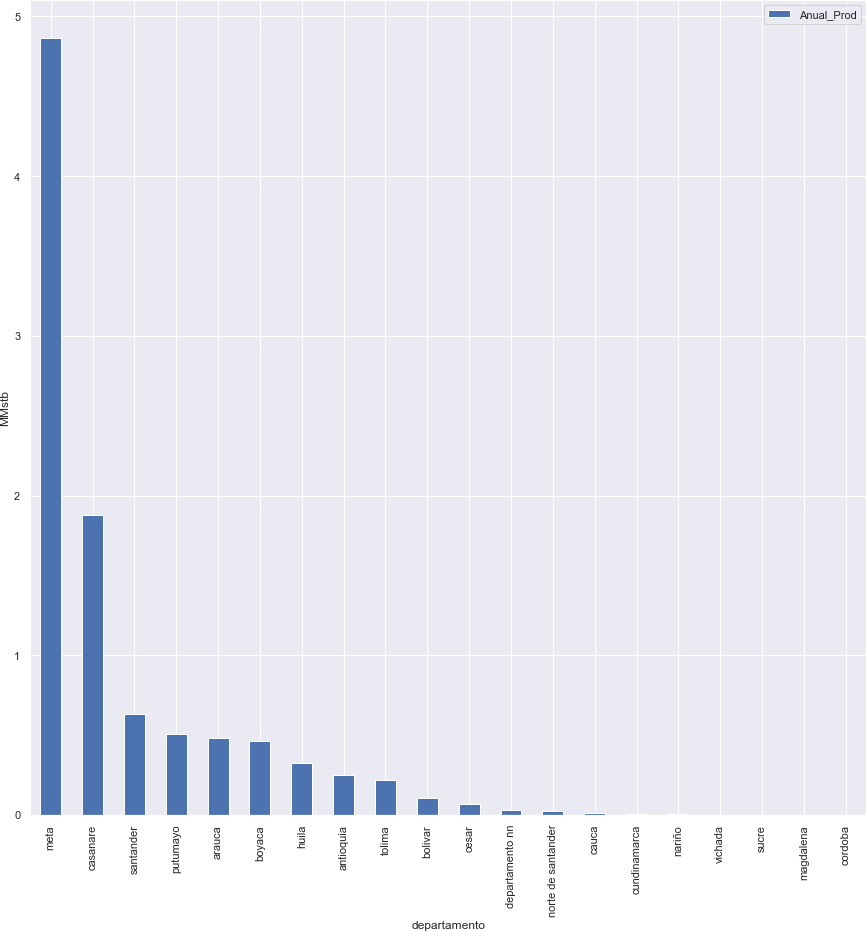 Anual_Prod
5
4
3
2
1
0
MMstb
meta
casanare
santander
putumayo
arauca
boyaca
huila
antioquia
tolima
bolivar
cesar
departamento nn
norte de santander
cauca
cundinamarca
nariño
vichada
sucre
magdalena
cordoba
departamento